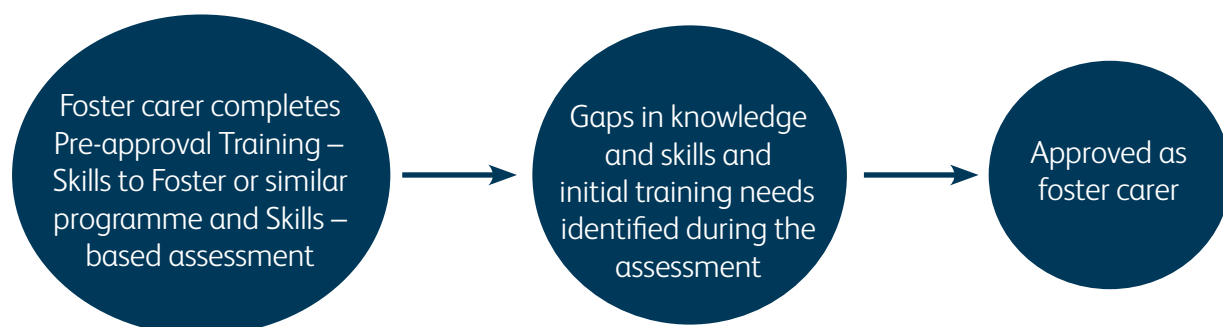 Foster carer completes
Pre-approval Training –
Skills to Foster or similar
programme and Skills –
based assessment
Gaps in knowledge
and skills and
initial training needs
identified during the
assessment
Approved as
foster carer